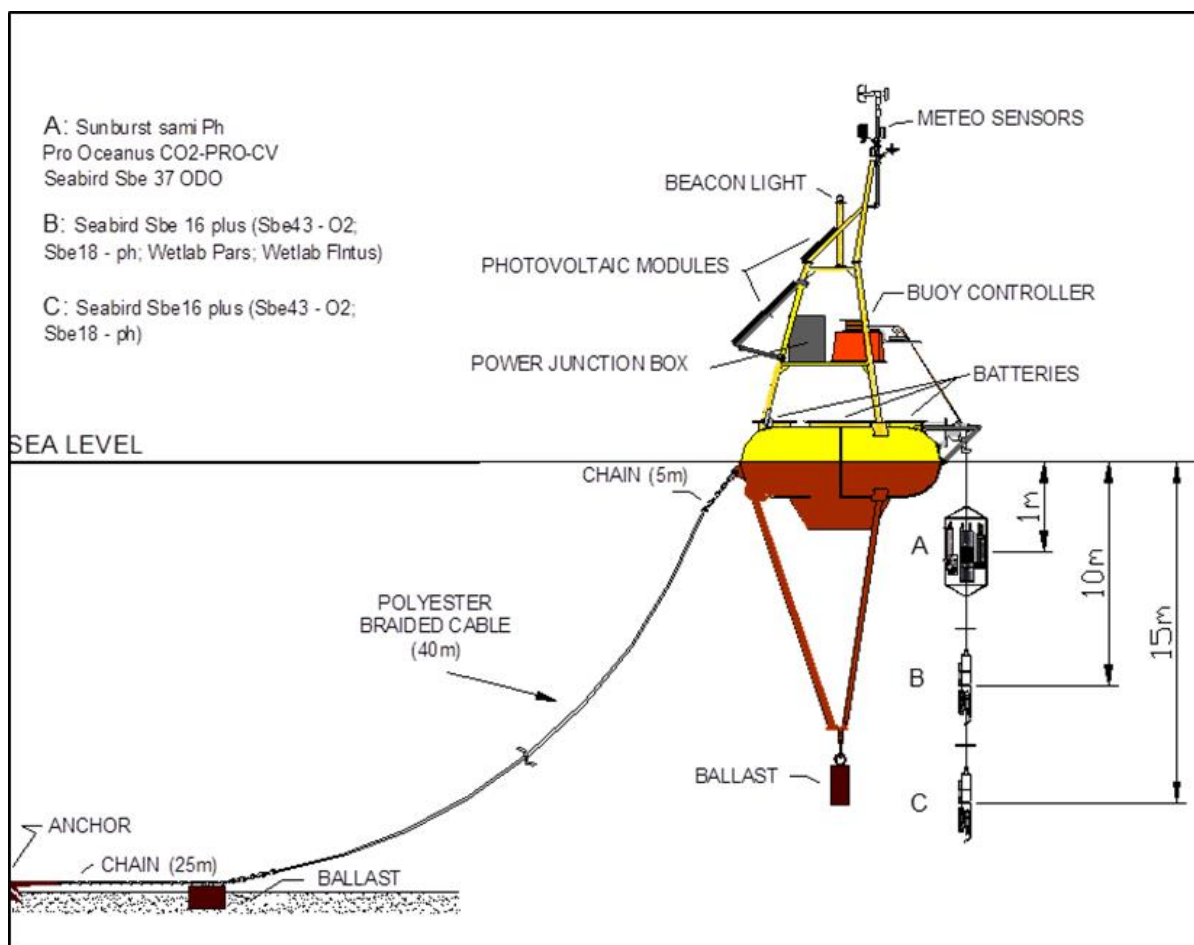 A: Sunburst sami Ph
Pro Oceanus CO2-PRO-CV
Seabird Sbe 37 ODO
B: Seabird Sbe 16 plus (Sbe43 - O2;
Sbe18 - ph; Wetlab Pars; Wetlab Flntus)
C: Seabird Sbe16 plus (Sbe43 - O2;
Sbe18 - ph)
METEO SENSORS
BEACON LIGHT
PHOTOVOLTAIC MODULES
BUOY CONTROLLER
POWER JUNCTION BOX
BATTERIES
SEA LEVEL
CHAIN (5m)
1m
A
10m
POLYESTER
BRAIDED CABLE
(40m)
15m
B
BALLAST
C
ANCHOR
CHAIN (25m)
BALLAST